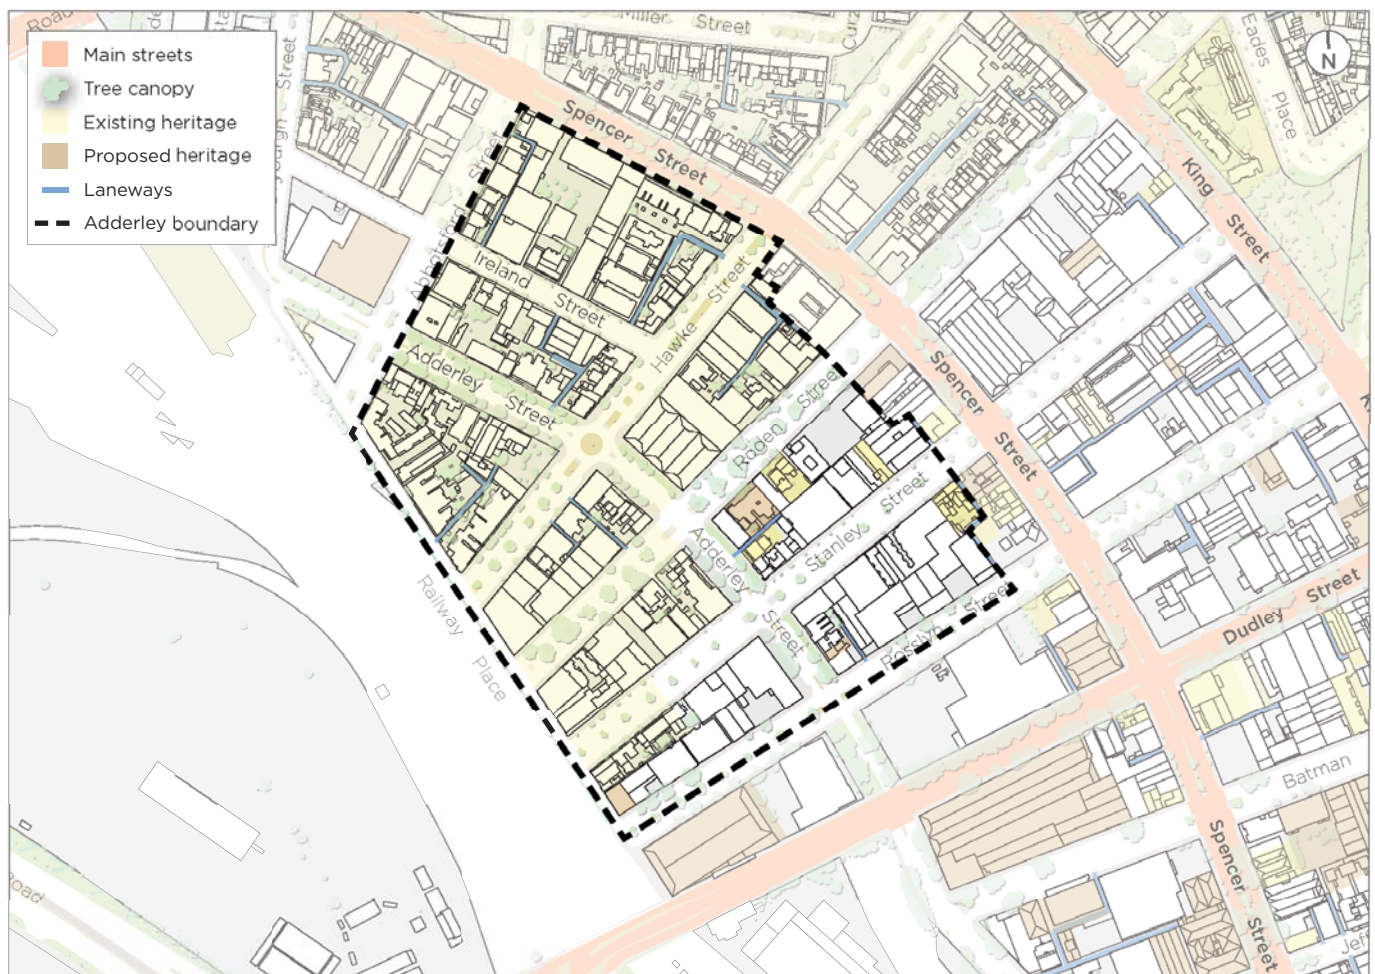 Road
Miller Street
Eades Place
N
Main streets
Tree canopy
Existing heritage
Proposed heritage
Laneways
Adderley boundary
Street
Street
Spencer Street
King Street
Ireland Street
Hawke Street
Adderley Street
Spencer Street
Roden Street
Stanley Street
Adderley Street
Rosslyn Street
Railway Place
Dudley Street
Batman
Spencer Street
Road